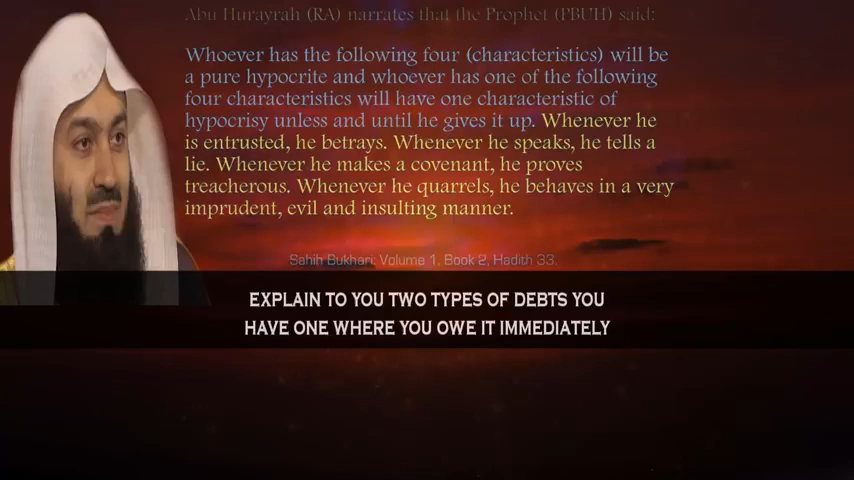 Abu Hurayrah (RA) narrates that the Prophet (PBUH) said:
Whoever has the following four (characteristics) will be
a pure hypocrite and whoever has one of the following
four characteristics will have one characteristic of
hypocrisy unless and until he gives it up. Whenever he
is entrusted, he betrays. Whenever he speaks, he tells a
lie. Whenever he makes a covenant, he proves
treacherous. Whenever he quarrels, he behaves in a very
imprudent, evil and insulting manner.
Sahih Bukhari: Volume 1, Book 2, Hadith 33.
EXPLAIN TO YOU TWO TYPES OF DEBTS YOU
HAVE ONE WHERE YOU OWE IT IMMEDIATELY